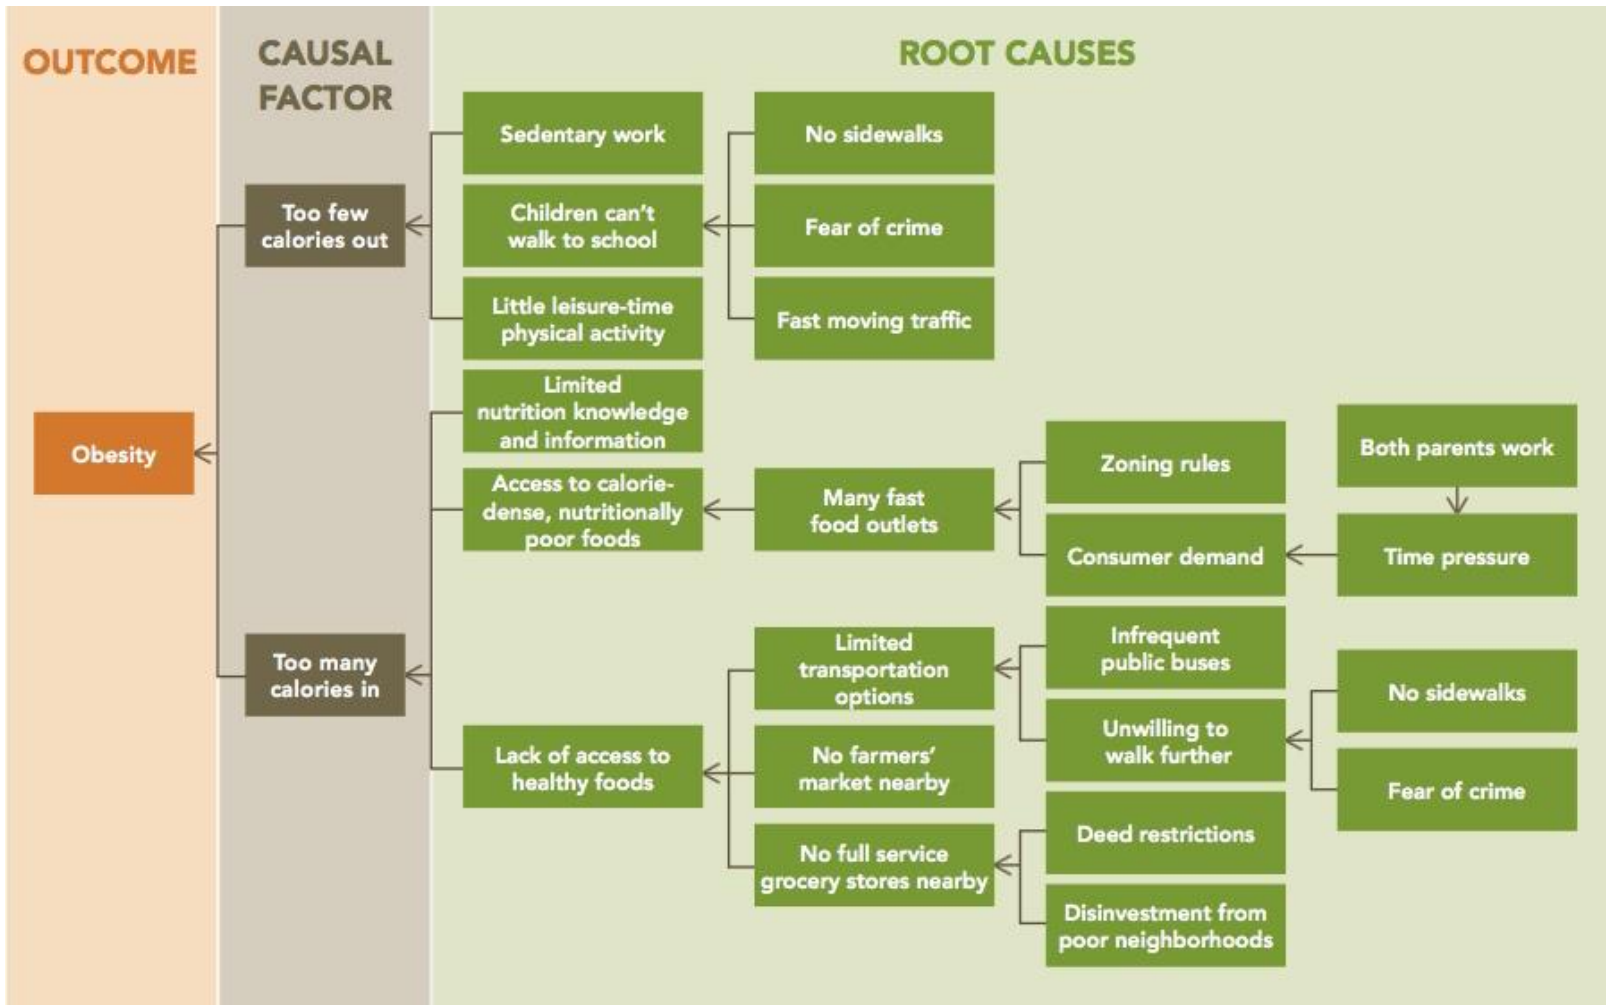 OUTCOME
CAUSAL
FACTOR
ROOT CAUSES
Obesity
Too few
calories out
Too many
calories in
Sedentary work
Children can't
walk to school
Little leisure-time
physical activity
Limited
nutrition knowledge
and information
Access to calorie-
dense, nutritionally
poor foods
Lack of access to
healthy foods
No sidewalks
Fear of crime
Fast moving traffic
Many fast
food outlets
Limited
transportation
options
No farmers'
market nearby
No full service
grocery stores nearby
Zoning rules
Consumer demand
Infrequent
public buses
Unwilling to
walk further
Deed restrictions
Disinvestment from
poor neighborhoods
Both parents work
Time pressure
No sidewalks
Fear of crime